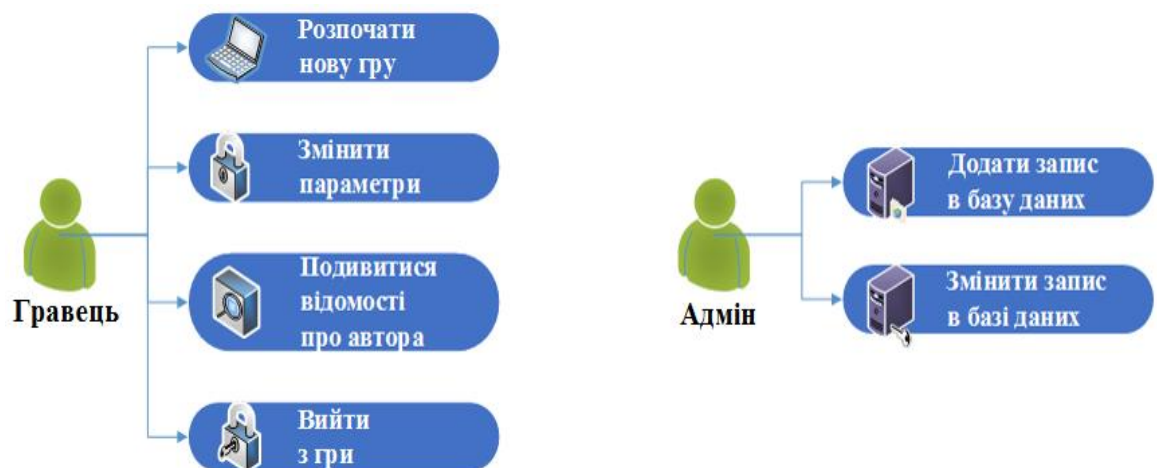 Розпочати
нову гру
Змінити
параметри
Подивитися
відомості
про автора
Вийти
з гри
Гравець
Додати запис
в базу даних
Змінити запис
в базі даних
Адмін